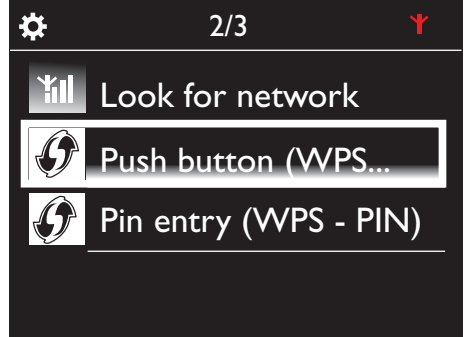 2/3
Look for network
Push button (WPS...
Pin entry (WPS - PIN)